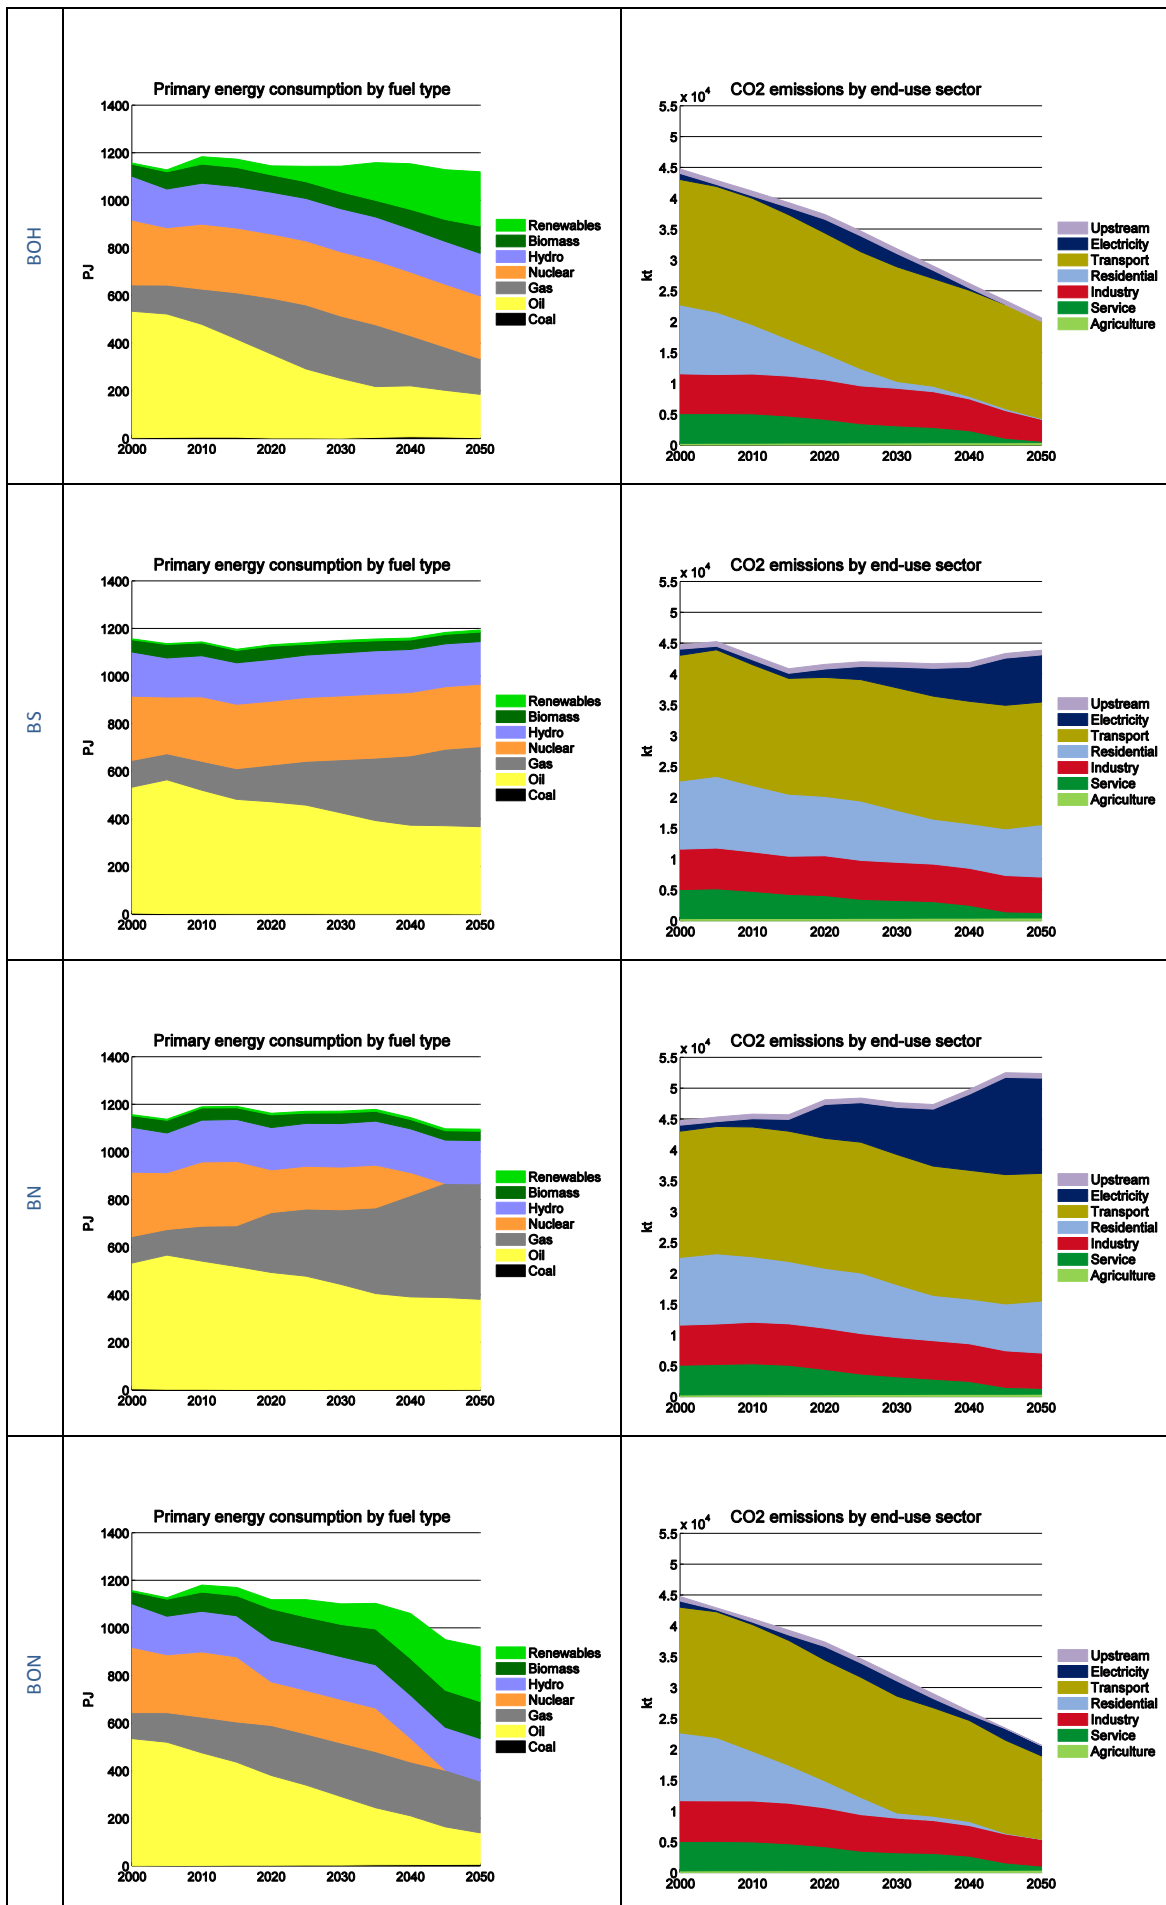 BOH
Primary energy consumption by fuel type
1400
1200
1000
800
600
400
200
0
PJ
2000 2010 2020 2030 2040 2050
Renewables
Biomass
Hydro
Nuclear
Gas
Oil
Coal
CO2 emissions by end-use sector
x 10⁴
5.5
5
4.5
4
3.5
3
2.5
2
1.5
1
0.5
0
kt
2000 2010 2020 2030 2040 2050
Upstream
Electricity
Transport
Residential
Industry
Service
Agriculture
BS
Primary energy consumption by fuel type
1400
1200
1000
800
600
400
200
0
PJ
2000 2010 2020 2030 2040 2050
Renewables
Biomass
Hydro
Nuclear
Gas
Oil
Coal
CO2 emissions by end-use sector
x 10⁴
5.5
5
4.5
4
3.5
3
2.5
2
1.5
1
0.5
0
kt
2000 2010 2020 2030 2040 2050
Upstream
Electricity
Transport
Residential
Industry
Service
Agriculture
BN
Primary energy consumption by fuel type
1400
1200
1000
800
600
400
200
0
PJ
2000 2010 2020 2030 2040 2050
Renewables
Biomass
Hydro
Nuclear
Gas
Oil
Coal
CO2 emissions by end-use sector
x 10⁴
5.5
5
4.5
4
3.5
3
2.5
2
1.5
1
0.5
0
kt
2000 2010 2020 2030 2040 2050
Upstream
Electricity
Transport
Residential
Industry
Service
Agriculture
BON
Primary energy consumption by fuel type
1400
1200
1000
800
600
400
200
0
PJ
2000 2010 2020 2030 2040 2050
Renewables
Biomass
Hydro
Nuclear
Gas
Oil
Coal
CO2 emissions by end-use sector
x 10⁴
5.5
5
4.5
4
3.5
3
2.5
2
1.5
1
0.5
0
kt
2000 2010 2020 2030 2040 2050
Upstream
Electricity
Transport
Residential
Industry
Service
Agriculture